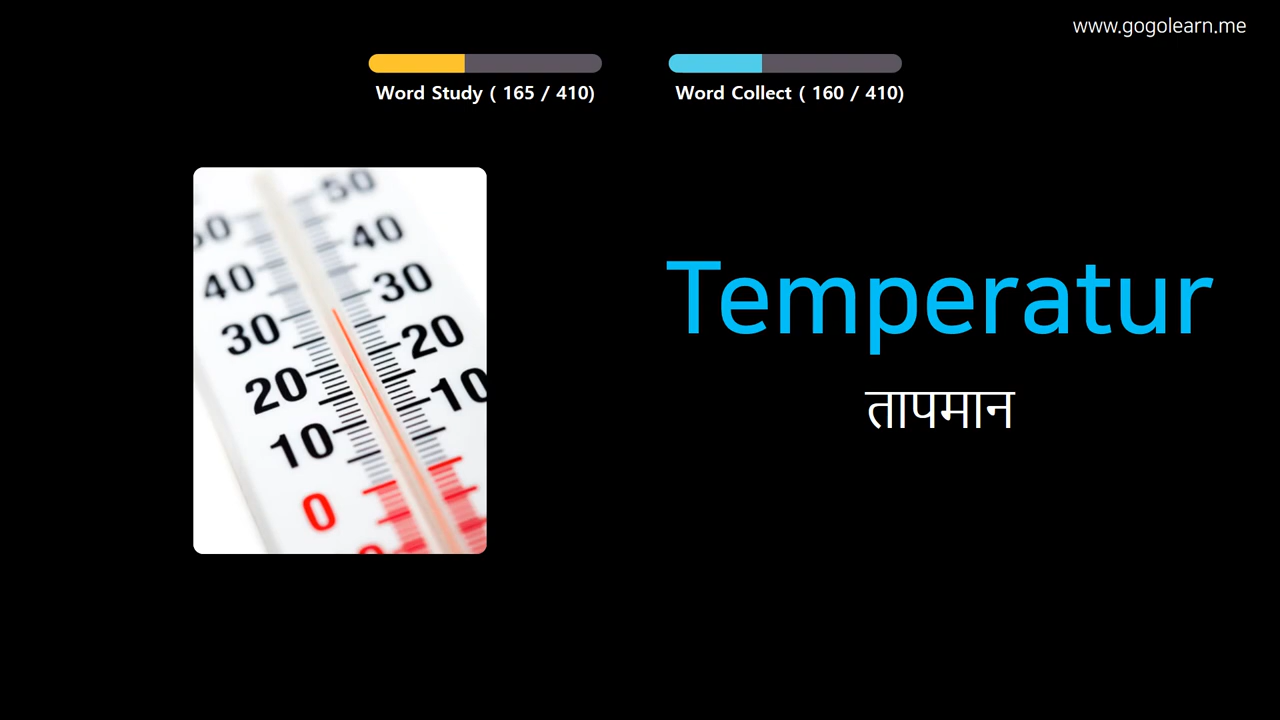 www.gogolearn.me
Word Study ( 165 / 410)
Word Collect ( 160 / 410)
50
40
30
20
10
0
50
40
30
20
10
Temperatur
तापमान